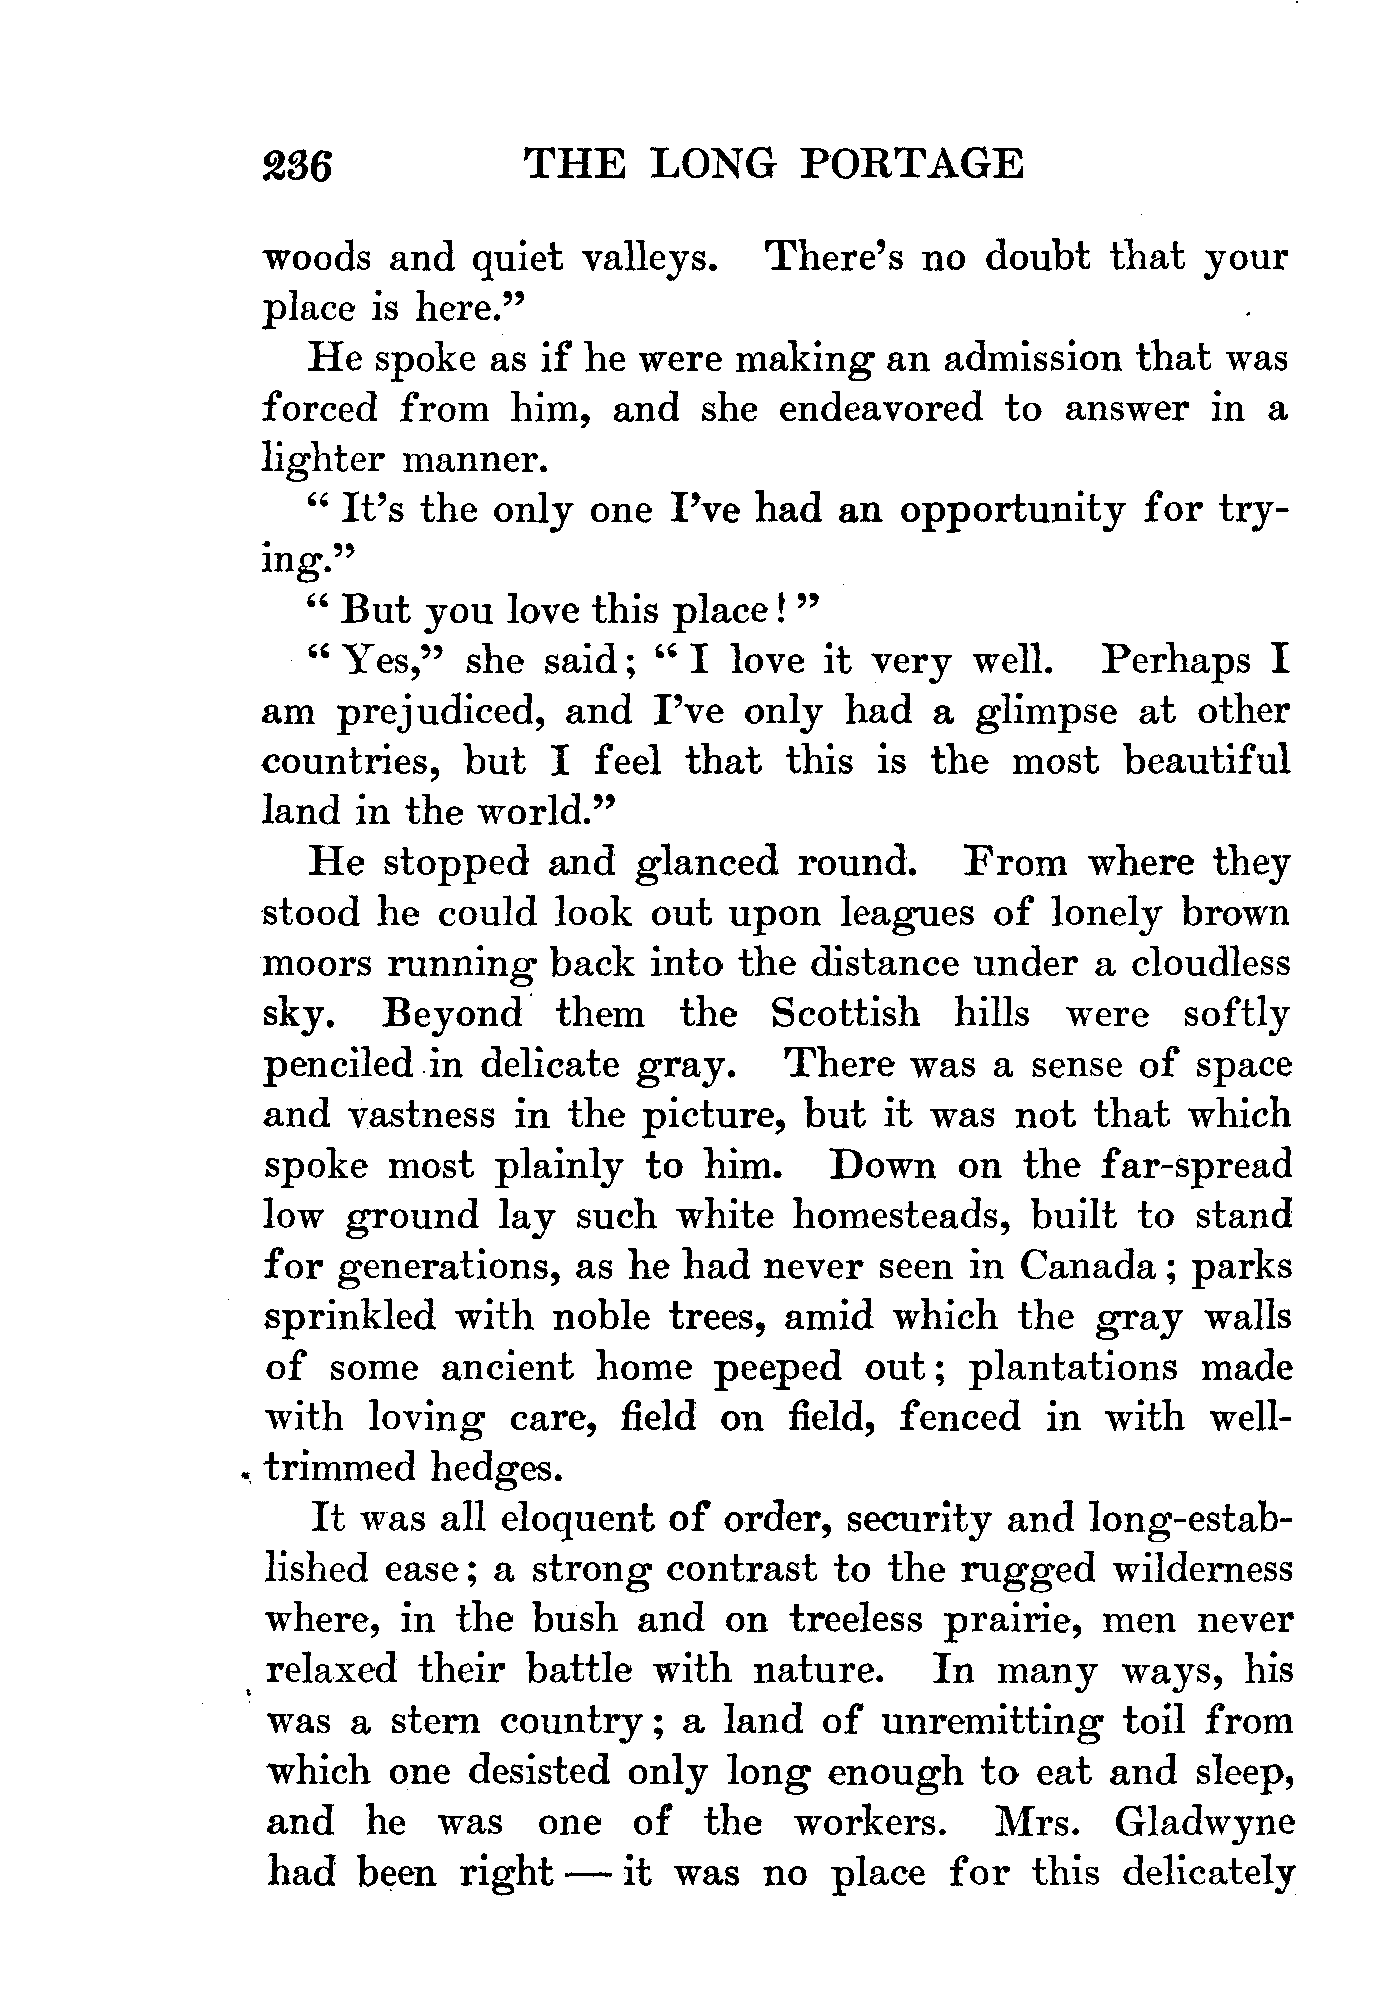 236 THE LONG PORTAGE
woods and quiet valleys. There's no doubt that your
place is here."
He spoke as if he were making an admission that was
forced from him, and she endeavored to answer in a
lighter manner.
" It's the only one I've had an opportunity for try-
ing."
" But you love this place ! "
" Yes," she said ; " I love it very well. Perhaps I
am prejudiced, and I've only had a glimpse at other
countries, but I feel that this is the most beautiful
land in the world."
He stopped and glanced round. From where they
stood he could look out upon leagues of lonely brown
moors running back into the distance under a cloudless
sky. Beyond them the Scottish hills were softly
penciled in delicate gray. There was a sense of space
and vastness in the picture, but it was not that which
spoke most plainly to him. Down on the far-spread
low ground lay such white homesteads, built to stand
for generations, as he had never seen in Canada ; parks
sprinkled with noble trees, amid which the gray walls
of some ancient home peeped out ; plantations made
with loving care, field on field, fenced in with well-
trimmed hedges.
It was all eloquent of order, security and long-estab-
lished ease ; a strong contrast to the rugged wilderness
where, in the bush and on treeless prairie, men never
relaxed their battle with nature. In many ways, his
was a stern country ; a land of unremitting toil from
which one desisted only long enough to eat and sleep,
and he was one of the workers. Mrs. Gladwyne
had been right — it was no place for this delicately